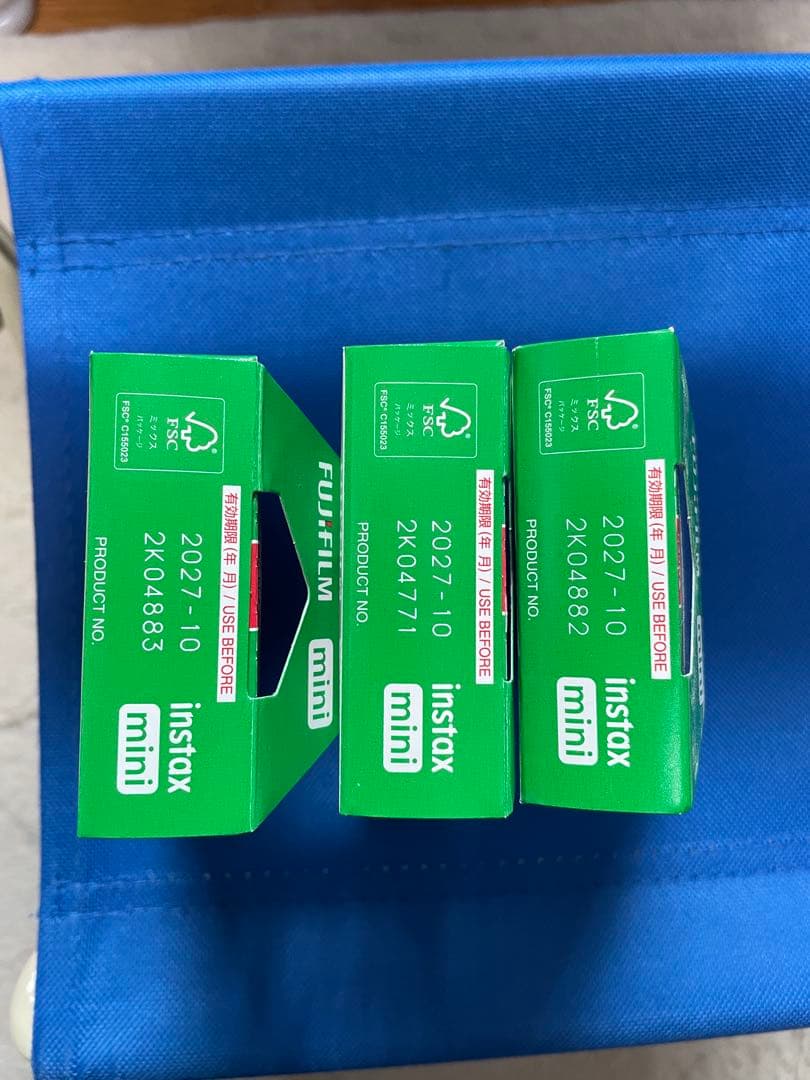 FSC
ミックス
パッケージ
FSC® C155023
有効期限 (年 月) / USE BEFORE
2027-10
2K04883
PRODUCT NO.
instax
mini
FUJIFILM
mini
FSC
ミックス
パッケージ
FSC® C155023
有効期限 (年 月) / USE BEFORE
2027-10
2K04771
PRODUCT NO.
instax
mini
FSC
ミックス
パッケージ
FSC® C155023
有効期限 (年 月) / USE BEFORE
2027-10
2K04882
PRODUCT NO.
instax
mini